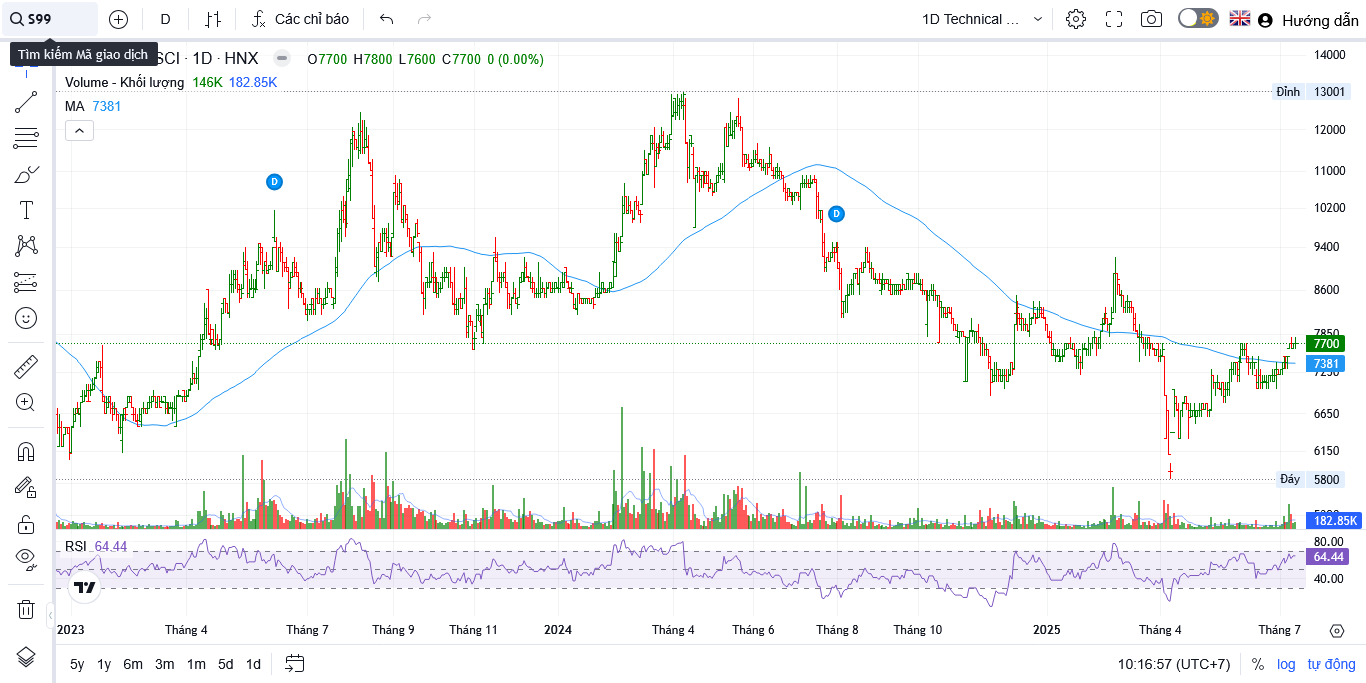 S99 D Các chỉ báo 1D Technical ... Hướng dẫn
Tìm kiếm Mã giao dịch
SCI · 1D · HNX O7700 H7800 L7600 C7700 0 (0.00%)
Volume - Khối lượng 146K 182.85K
MA 7381
14000
Đỉnh 13001
12000
11000
10200
9400
8600
7850
7700
7381
7250
6650
6150
Đáy 5800
182.85K
D
D
RSI 64.44
80.00
64.44
40.00
2023 Tháng 4 Tháng 7 Tháng 9 Tháng 11 2024 Tháng 4 Tháng 6 Tháng 8 Tháng 10 2025 Tháng 4 Tháng 7
5y 1y 6m 3m 1m 5d 1d 10:16:57 (UTC+7) % log tự động